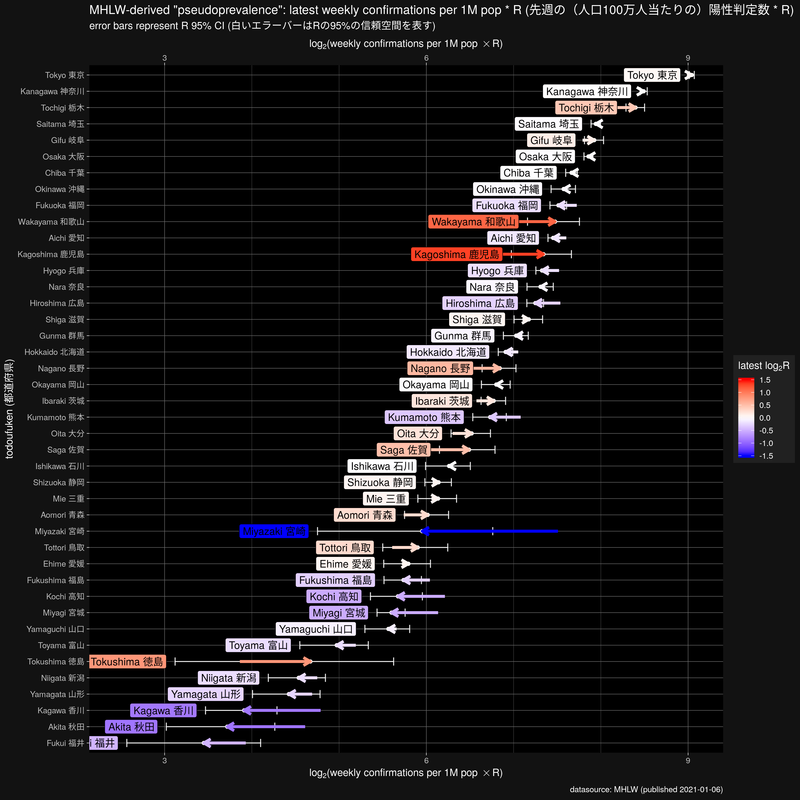 MHLW-derived "pseudoprevalence": latest weekly confirmations per 1M pop * R (先週の（人口100万人当たりの）陽性判定数 * R)
error bars represent R 95% CI (白いエラーバーはRの95%の信頼空間を表す)
log2(weekly confirmations per 1M pop × R)
3 6 9
Tokyo 東京 Tokyo 東京
Kanagawa 神奈川 Kanagawa 神奈川
Tochigi 栃木 Tochigi 栃木
Saitama 埼玉 Saitama 埼玉
Gifu 岐阜 Gifu 岐阜
Osaka 大阪 Osaka 大阪
Chiba 千葉 Chiba 千葉
Okinawa 沖縄 Okinawa 沖縄
Fukuoka 福岡 Fukuoka 福岡
Wakayama 和歌山 Wakayama 和歌山
Aichi 愛知 Aichi 愛知
Kagoshima 鹿児島 Kagoshima 鹿児島
Hyogo 兵庫 Hyogo 兵庫
Nara 奈良 Nara 奈良
Hiroshima 広島 Hiroshima 広島
Shiga 滋賀 Shiga 滋賀
Gunma 群馬 Gunma 群馬
Hokkaido 北海道 Hokkaido 北海道
Nagano 長野 Nagano 長野
Okayama 岡山 Okayama 岡山
Ibaraki 茨城 Ibaraki 茨城
Kumamoto 熊本 Kumamoto 熊本
Oita 大分 Oita 大分
Saga 佐賀 Saga 佐賀
Ishikawa 石川 Ishikawa 石川
Shizuoka 静岡 Shizuoka 静岡
Mie 三重 Mie 三重
Aomori 青森 Aomori 青森
Miyazaki 宮崎 Miyazaki 宮崎
Tottori 鳥取 Tottori 鳥取
Ehime 愛媛 Ehime 愛媛
Fukushima 福島 Fukushima 福島
Kochi 高知 Kochi 高知
Miyagi 宮城 Miyagi 宮城
Yamaguchi 山口 Yamaguchi 山口
Toyama 富山 Toyama 富山
Tokushima 徳島 Tokushima 徳島
Niigata 新潟 Niigata 新潟
Yamagata 山形 Yamagata 山形
Kagawa 香川 Kagawa 香川
Akita 秋田 Akita 秋田
Fukui 福井 i 福井
3 6 9
log2(weekly confirmations per 1M pop × R)
todoufuken (都道府県)
latest log2R
1.5
1.0
0.5
0.0
-0.5
-1.0
-1.5
datasource: MHLW (published 2021-01-06)